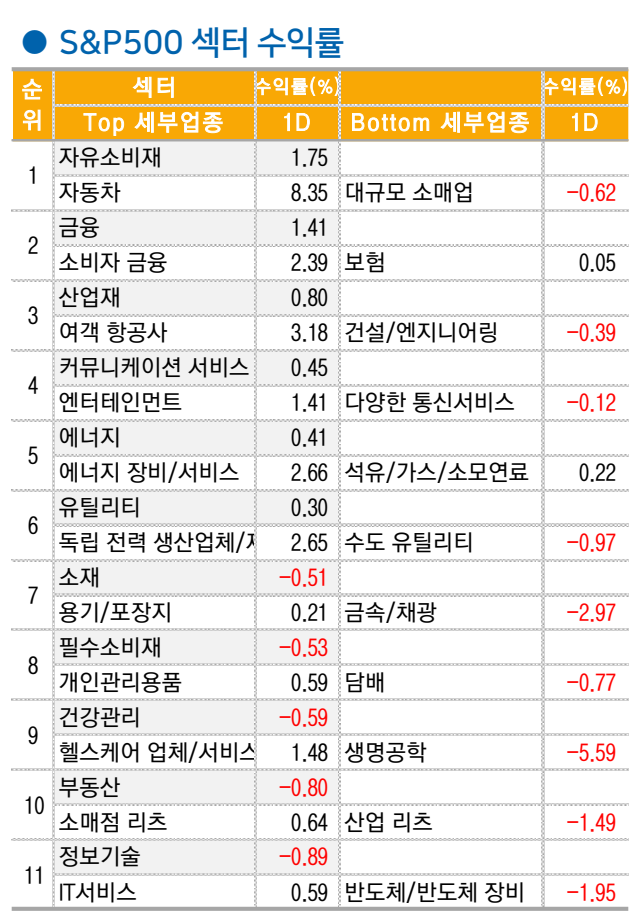 ● S&P500 섹터 수익률
순위 섹터 수익률(%) 수익률(%)
Top 세부업종 1D Bottom 세부업종 1D
1 자유소비재 1.75
자동차 8.35 대규모 소매업 -0.62
2 금융 1.41
소비자 금융 2.39 보험 0.05
3 산업재 0.80
여객 항공사 3.18 건설/엔지니어링 -0.39
4 커뮤니케이션 서비스 0.45
엔터테인먼트 1.41 다양한 통신서비스 -0.12
5 에너지 0.41
에너지 장비/서비스 2.66 석유/가스/소모연료 0.22
6 유틸리티 0.30
독립 전력 생산업체/ 2.65 수도 유틸리티 -0.97
7 소재 -0.51
용기/포장지 0.21 금속/채광 -2.97
8 필수소비재 -0.53
개인관리용품 0.59 담배 -0.77
9 건강관리 -0.59
헬스케어 업체/서비스 1.48 생명공학 -5.59
10 부동산 -0.80
소매점 리츠 0.64 산업 리츠 -1.49
11 정보기술 -0.89
IT서비스 0.59 반도체/반도체 장비 -1.95